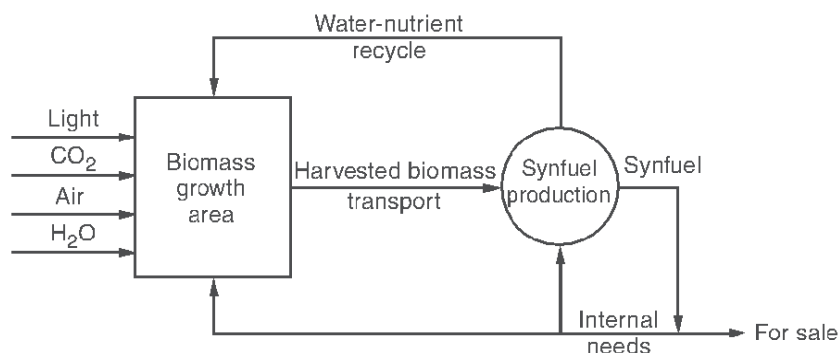 Water-nutrient
recycle
Light
CO₂
Air
H₂O
Biomass
growth
area
Harvested biomass
transport
Synfuel
production
Synfuel
Internal
needs
For sale